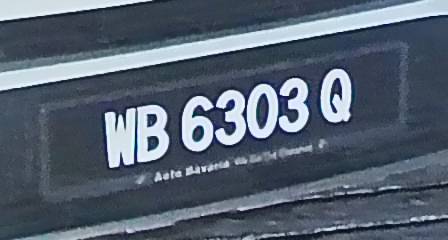 WB 6303 Q
Auto Bavaria